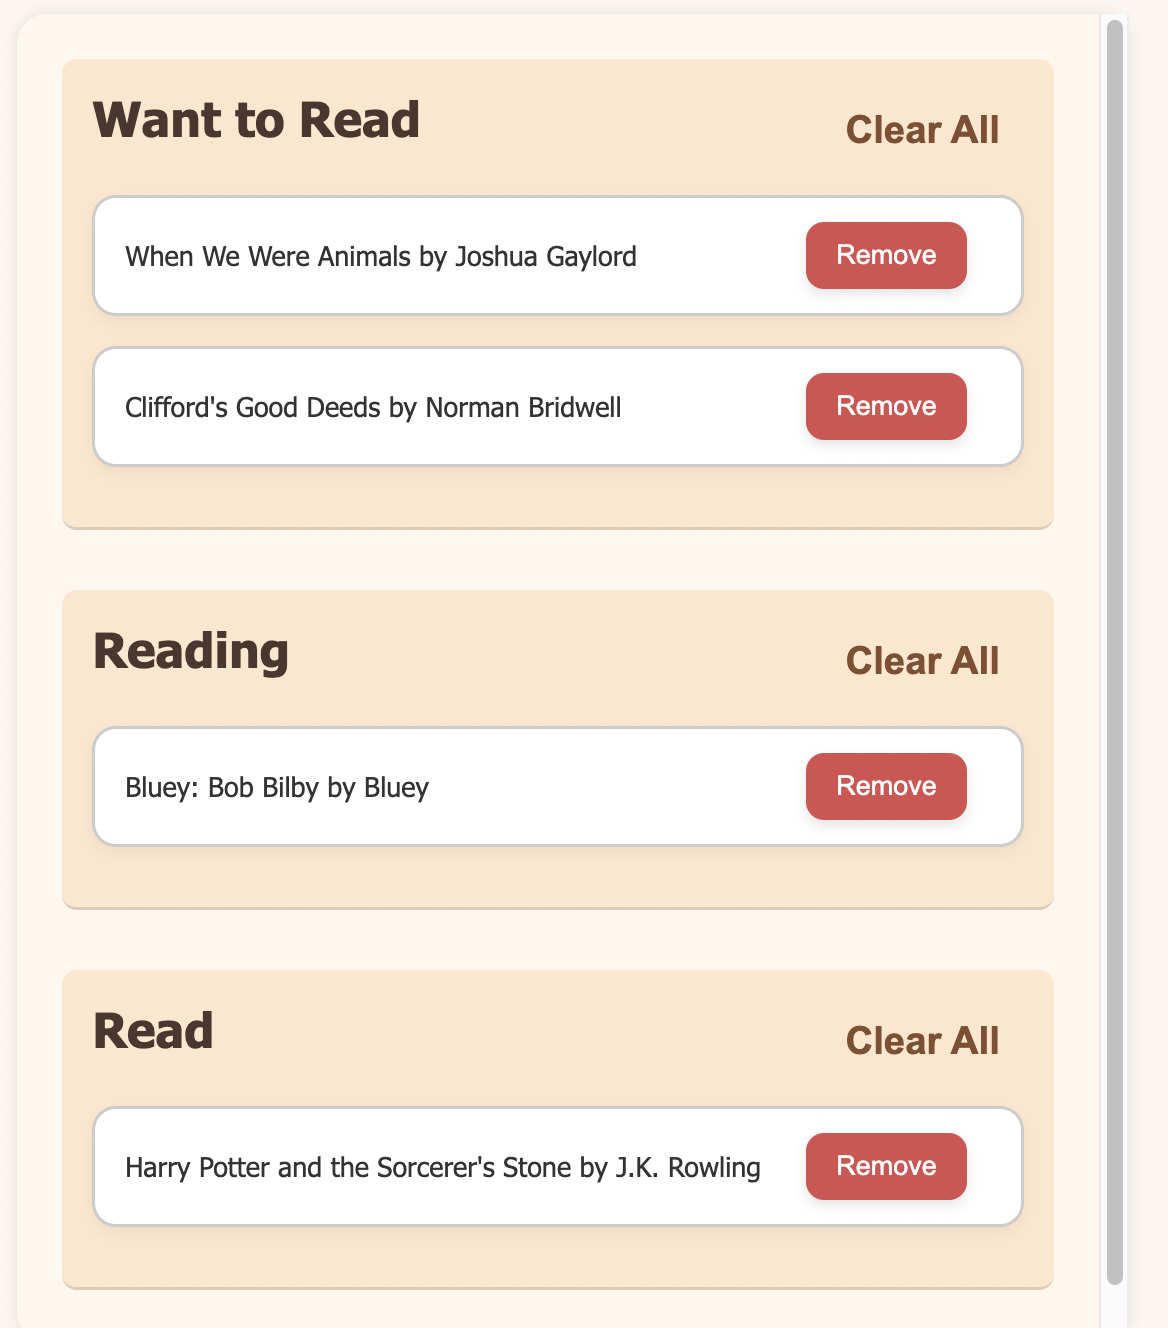 Want to Read
Clear All
When We Were Animals by Joshua Gaylord
Remove
Clifford's Good Deeds by Norman Bridwell
Remove
Reading
Clear All
Bluey: Bob Bilby by Bluey
Remove
Read
Clear All
Harry Potter and the Sorcerer's Stone by J.K. Rowling
Remove